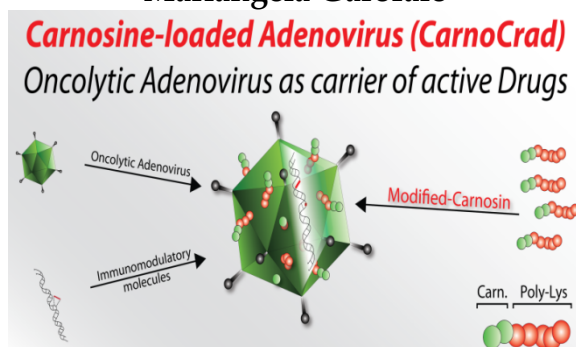 Carnosine-loaded Adenovirus (CarnoCrad)
Oncolytic Adenovirus as carrier of active Drugs
Oncolytic Adenovirus
Modified-Carnosin
Immunomodulatory
molecules
Carn. Poly-Lys